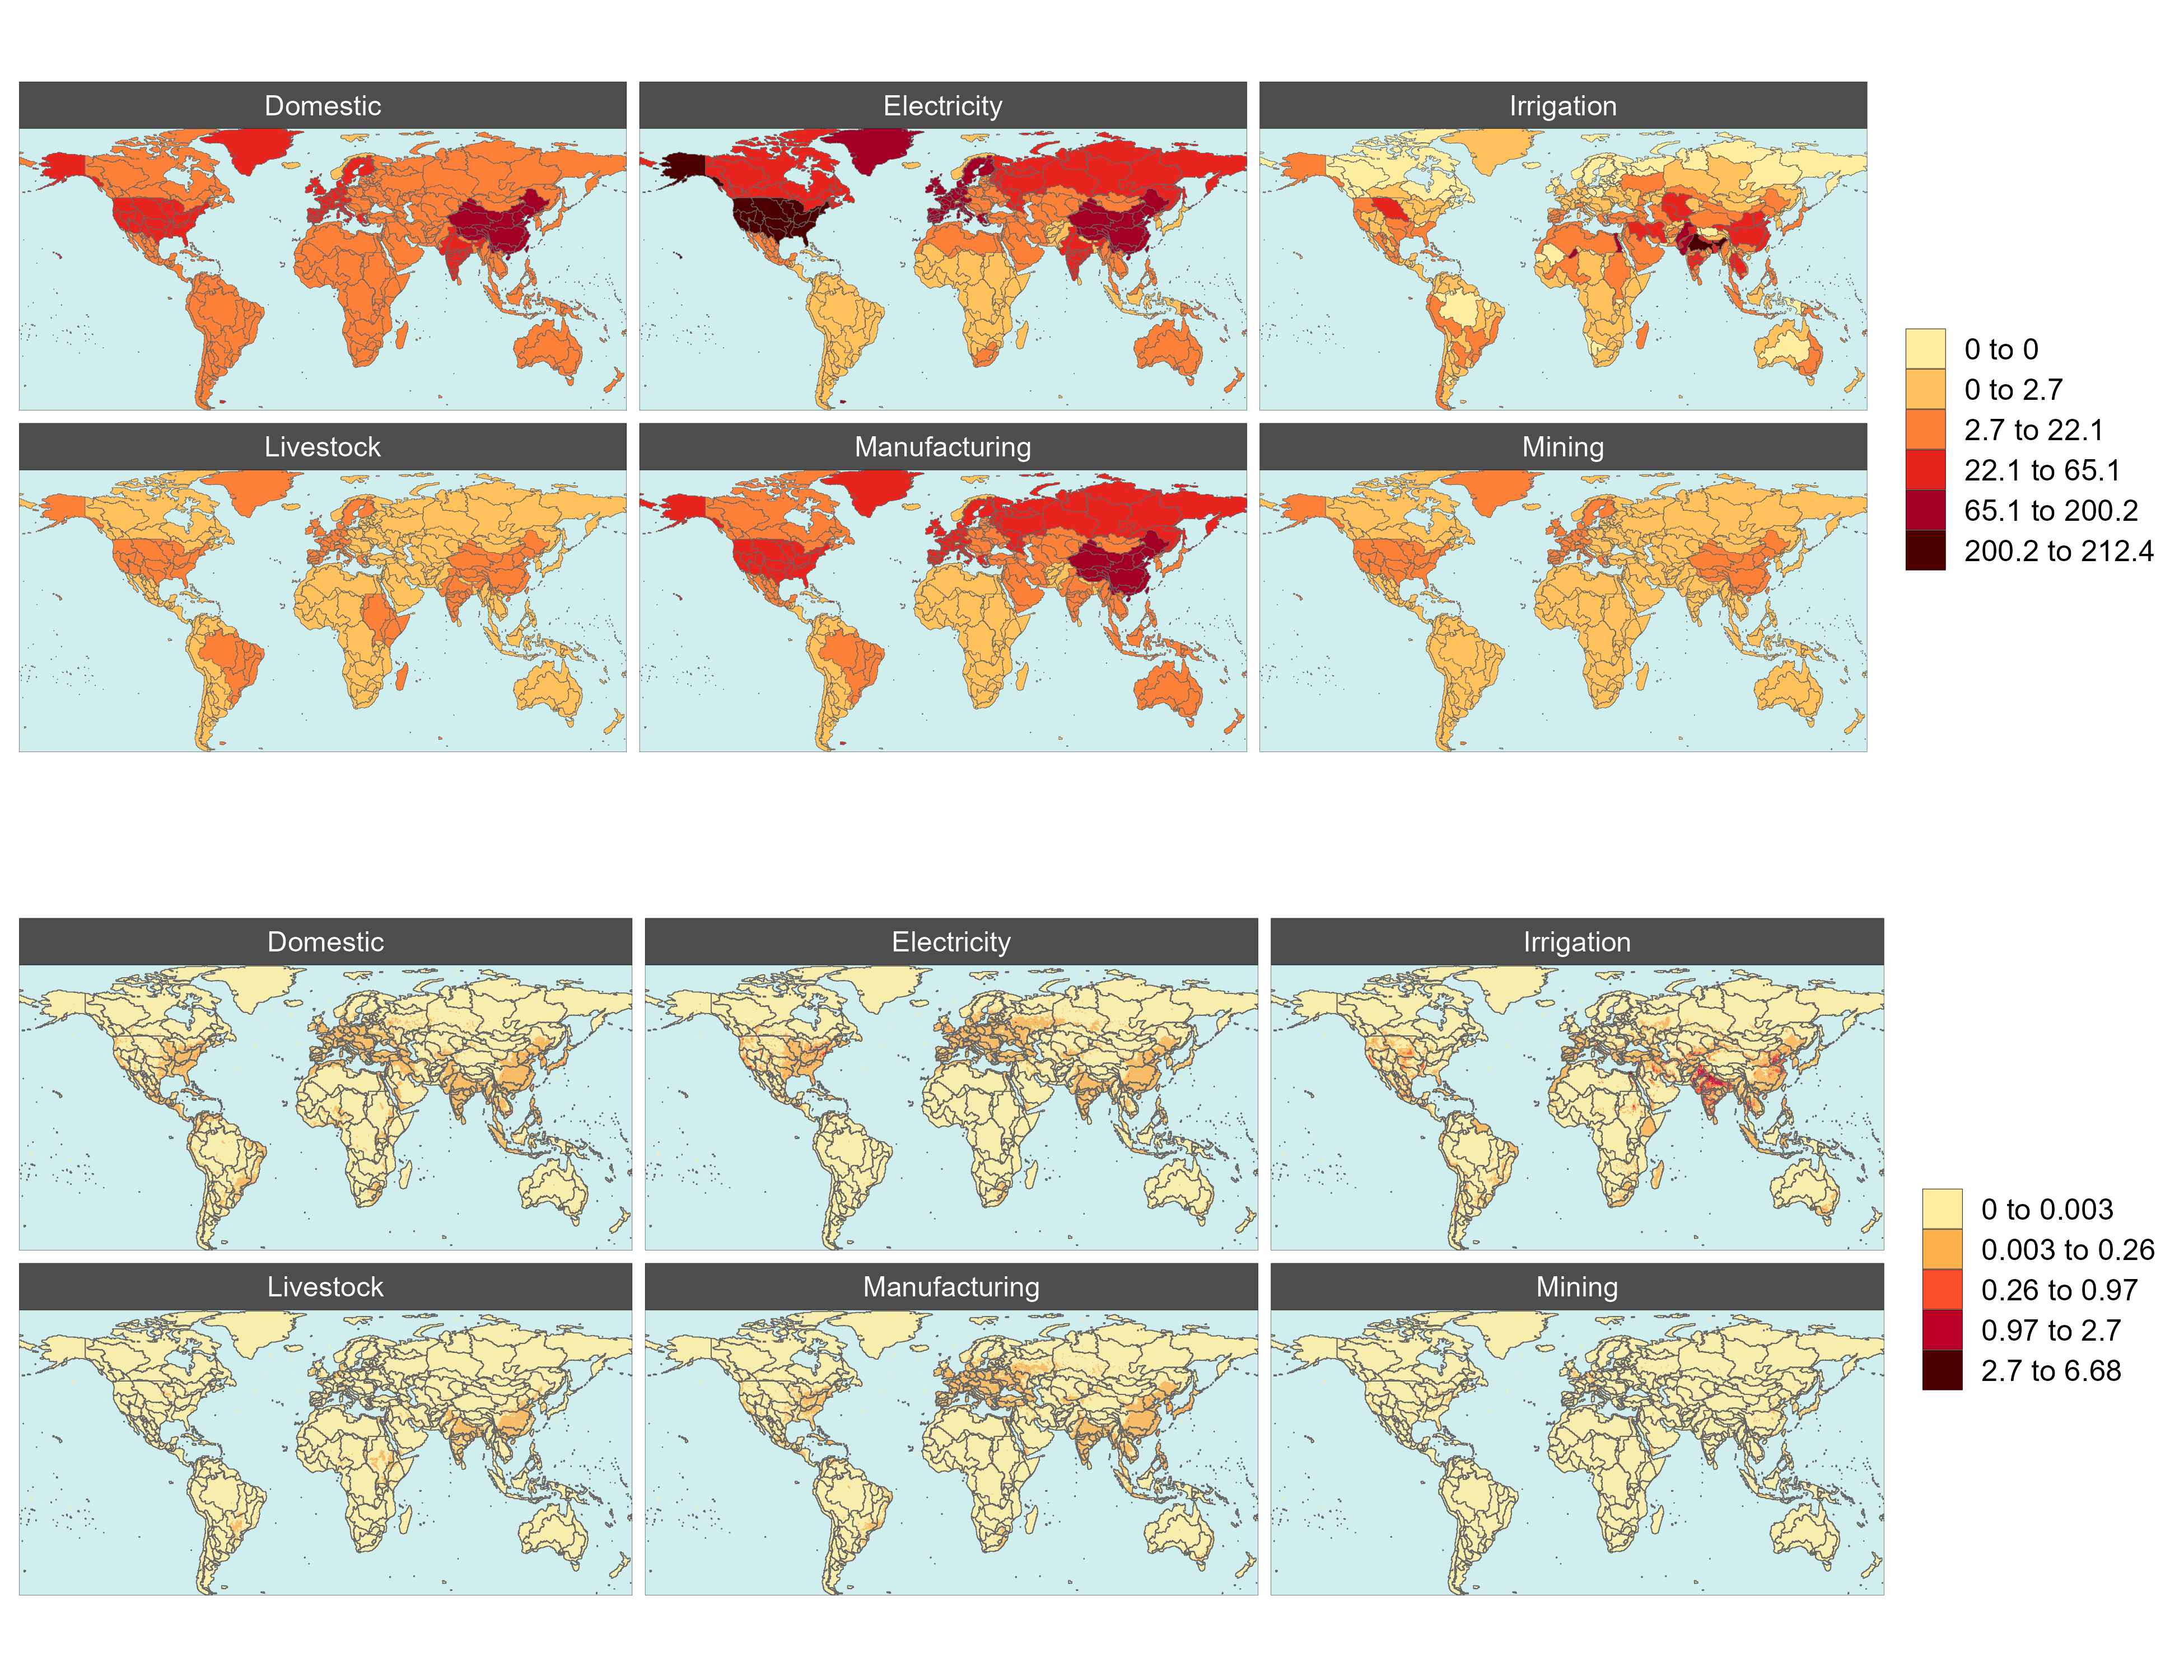 Domestic
Electricity
Irrigation
Livestock
Manufacturing
Mining
0 to 0
0 to 2.7
2.7 to 22.1
22.1 to 65.1
65.1 to 200.2
200.2 to 212.4
Domestic
Electricity
Irrigation
Livestock
Manufacturing
Mining
0 to 0.003
0.003 to 0.26
0.26 to 0.97
0.97 to 2.7
2.7 to 6.68